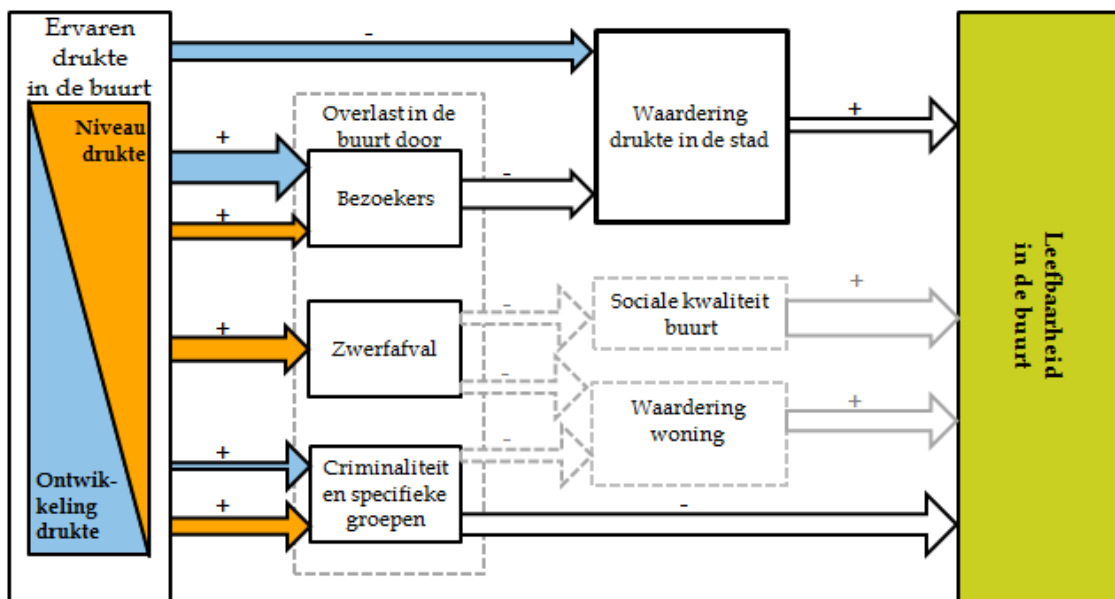 Ervaren
drukte
in de buurt
Niveau
drukte
Ontwik-
keling
drukte
-
+
+
+
+
+
Overlast in de
buurt door
Bezoekers
Zwerfafval
Criminaliteit
en specifieke
groepen
-
-
-
-
-
Waardering
drukte in de stad
Sociale kwaliteit
buurt
Waardering
woning
+
+
+
Leefbaarheid
in de buurt